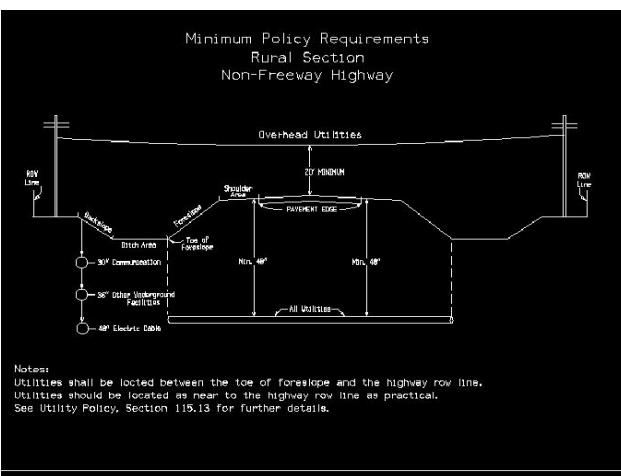 Minimum Policy Requirements
Rural Section
Non-Freeway Highway
Overhead Utilities
20' MINIMUM
ROW
Line
ROW
Line
Shoulder
Area
PAVEMENT EDGE
Backslope
Foreslope
Ditch Area
Toe of
Foreslope
30" Communication
Min. 48"
Min. 48"
36" Other Underground
Facilities
All Utilities
48" Electric Cable
Notes:
Utilities shall be locted between the toe of foreslope and the highway row line.
Utilities should be located as near to the highway row line as practical.
See Utility Policy, Section 115.13 for further details.